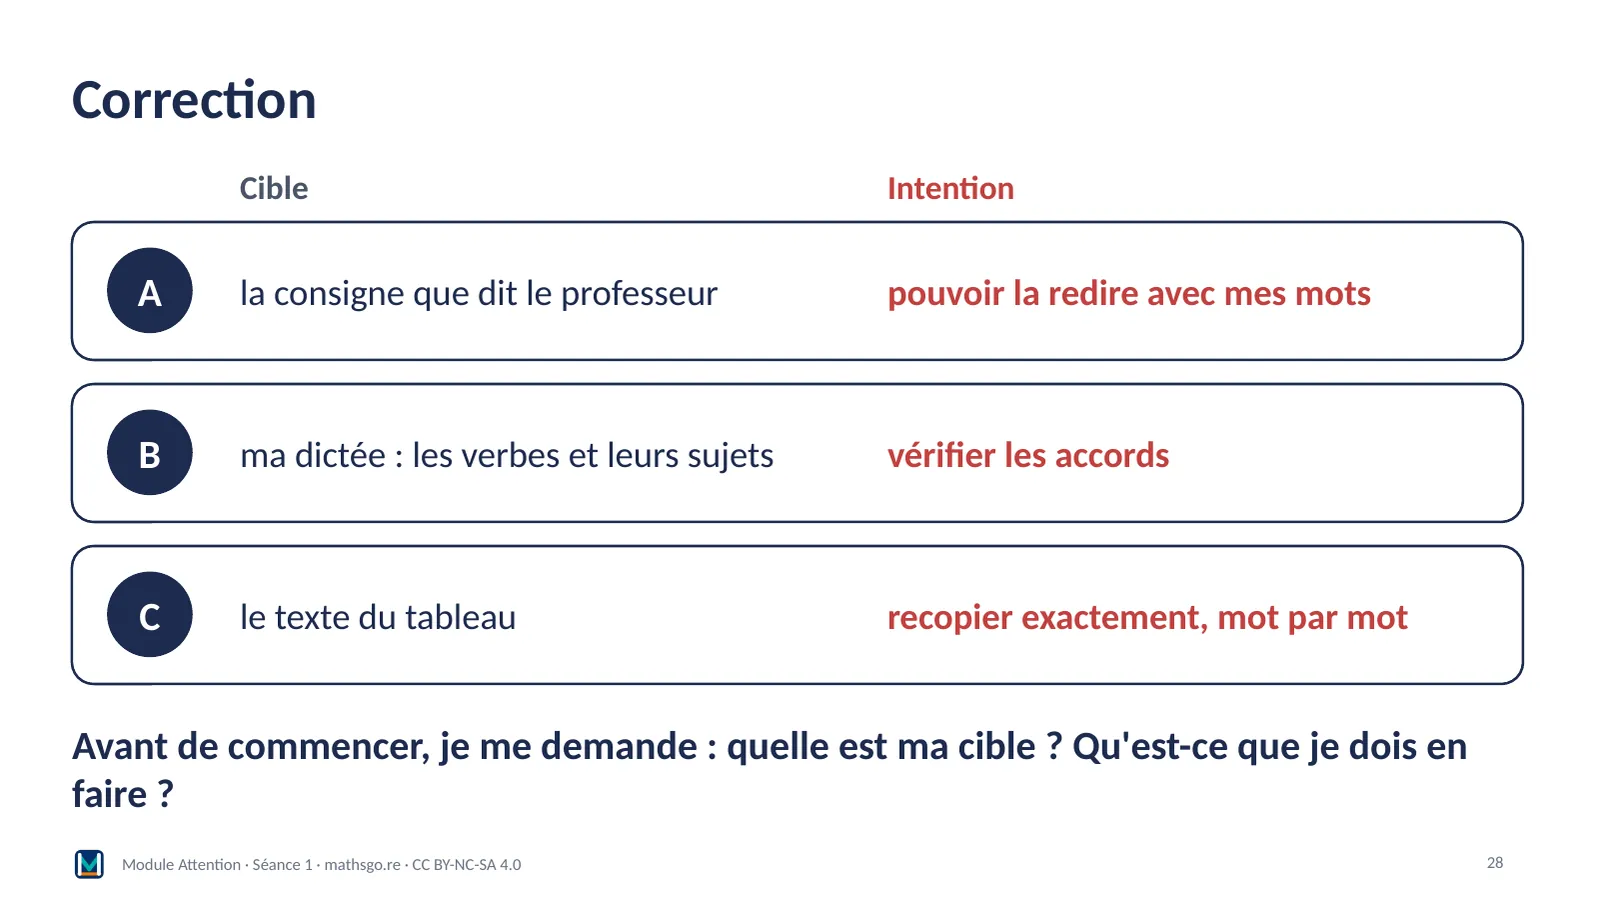 Correction
Cible Intention
A la consigne que dit le professeur pouvoir la redire avec mes mots
B ma dictée : les verbes et leurs sujets vérifier les accords
C le texte du tableau recopier exactement, mot par mot
Avant de commencer, je me demande : quelle est ma cible ? Qu'est-ce que je dois en
faire ?
Module Attention · Séance 1 · mathsgo.re · CC BY-NC-SA 4.0 28